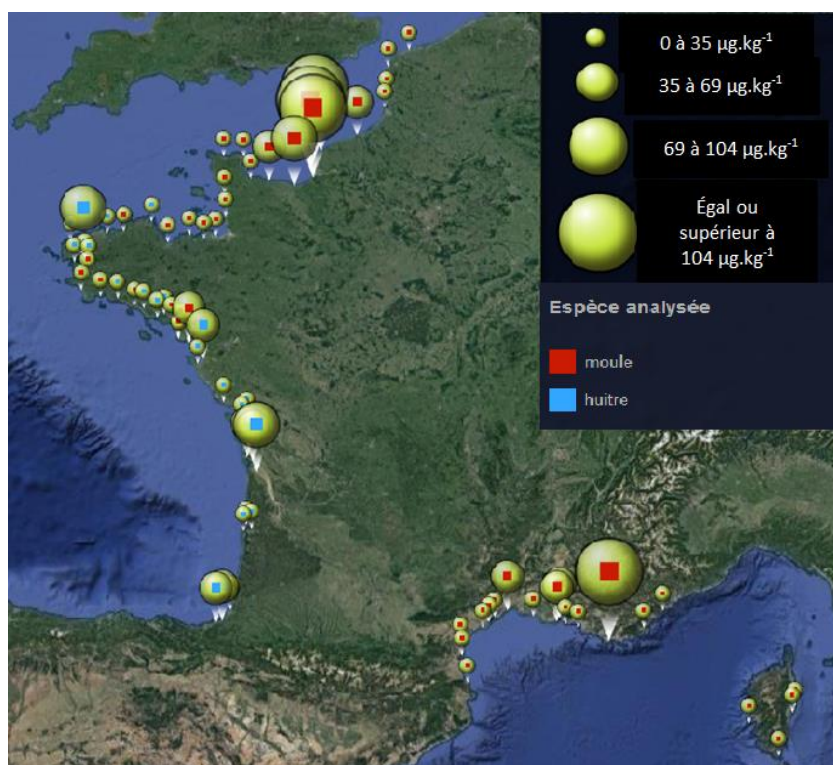 0 à 35 µg.kg⁻¹
35 à 69 µg.kg⁻¹
69 à 104 µg.kg⁻¹
Égal ou
supérieur à
104 µg.kg⁻¹
Espèce analysée
moule
huitre